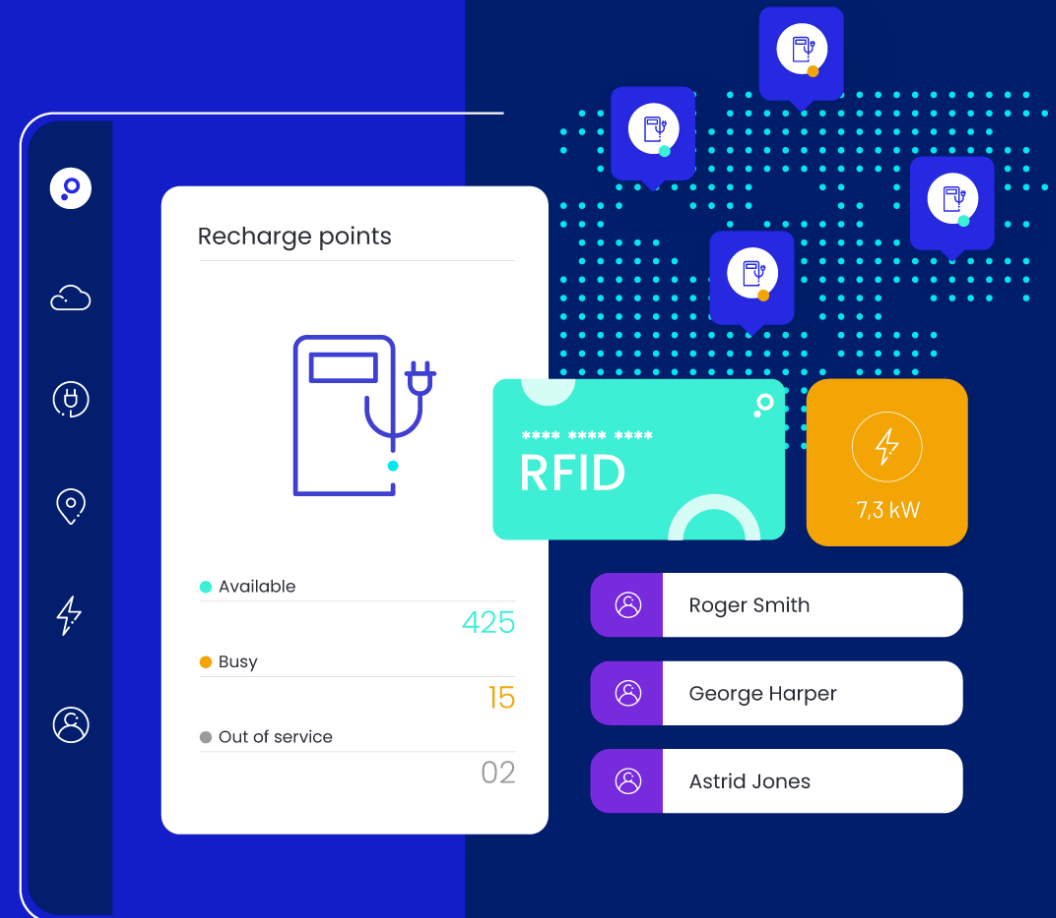 Recharge points
**** **** ****
RFID
7,3 kW
Available
425
Busy
15
Out of service
02
Roger Smith
George Harper
Astrid Jones